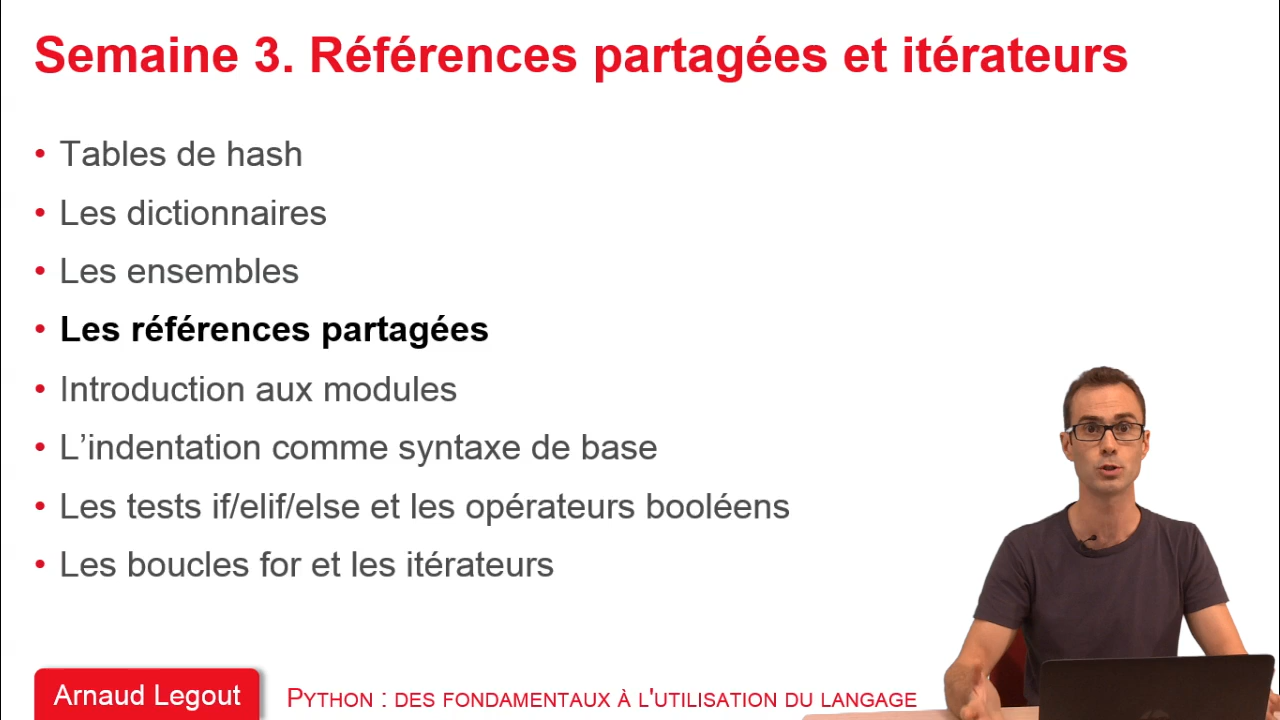 Semaine 3. Références partagées et itérateurs
• Tables de hash
• Les dictionnaires
• Les ensembles
• Les références partagées
• Introduction aux modules
• L’indentation comme syntaxe de base
• Les tests if/elif/else et les opérateurs booléens
• Les boucles for et les itérateurs
Arnaud Legout
PYTHON : DES FONDAMENTAUX À L'UTILISATION DU LANGAGE